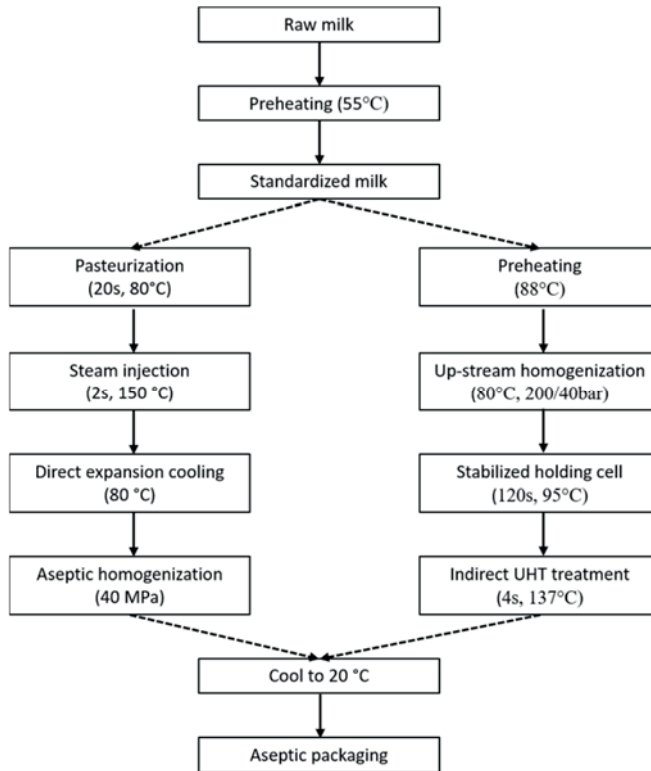 Raw milk
Preheating (55°C)
Standardized milk
Pasteurization
(20s, 80°C)
Steam injection
(2s, 150 °C)
Direct expansion cooling
(80 °C)
Aseptic homogenization
(40 MPa)
Preheating
(88°C)
Up-stream homogenization
(80°C, 200/40bar)
Stabilized holding cell
(120s, 95°C)
Indirect UHT treatment
(4s, 137°C)
Cool to 20 °C
Aseptic packaging